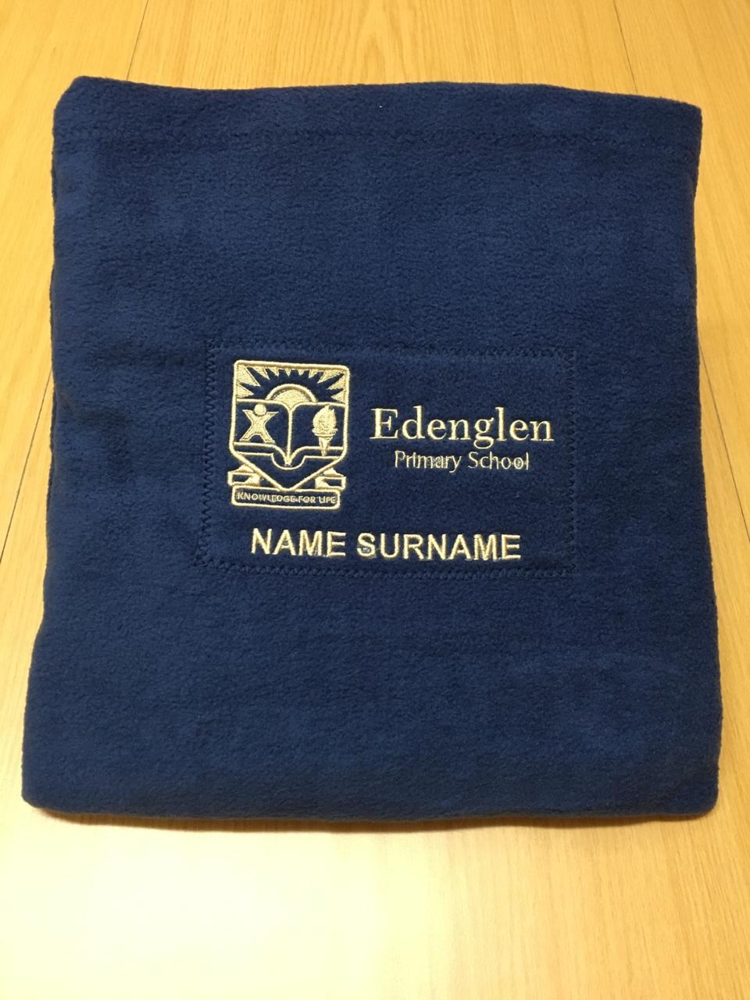 Edenglen
Primary School
KNOWLEDGE FOR LIFE
NAME SURNAME